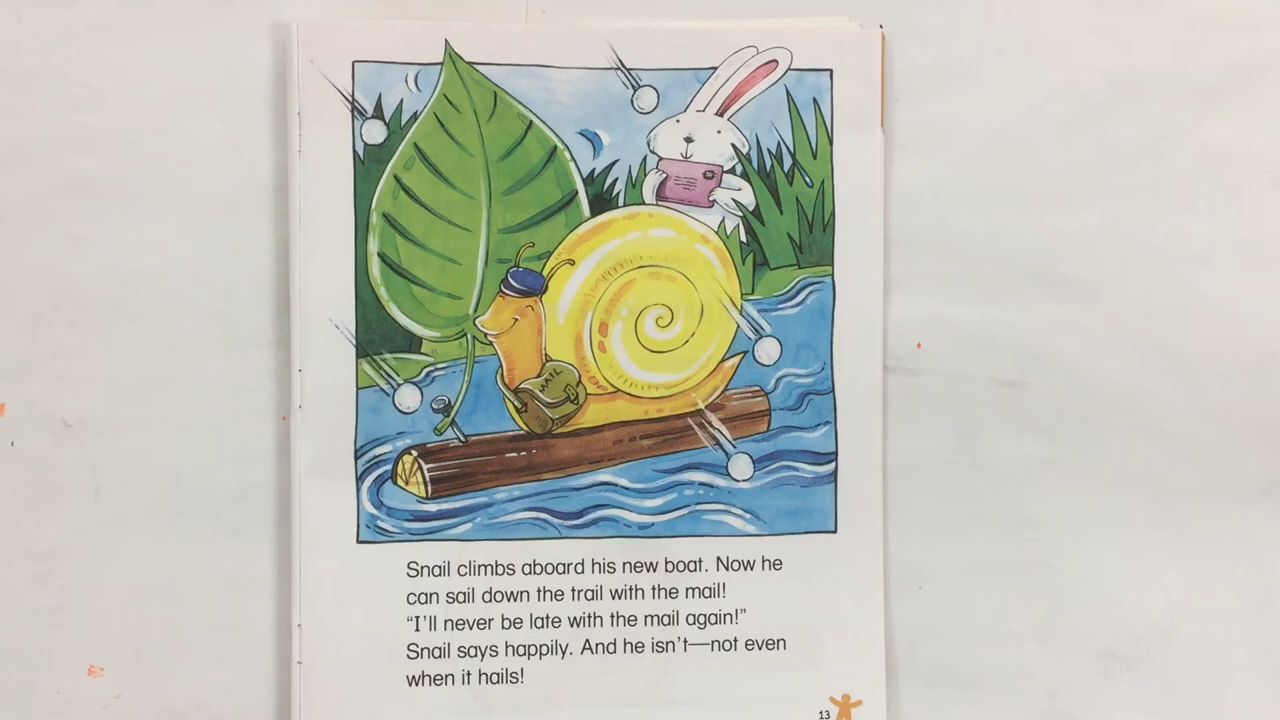 MAIL
Snail climbs aboard his new boat. Now he
can sail down the trail with the mail!
“I’ll never be late with the mail again!”
Snail says happily. And he isn’t—not even
when it hails!
13